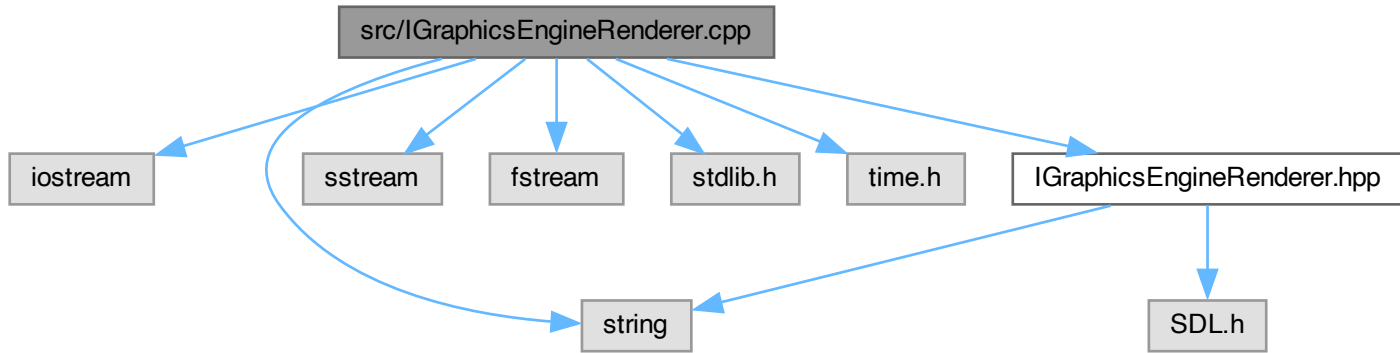 src/IGraphicsEngineRenderer.cpp
iostream
sstream
fstream
stdlib.h
time.h
IGraphicsEngineRenderer.hpp
string
SDL.h